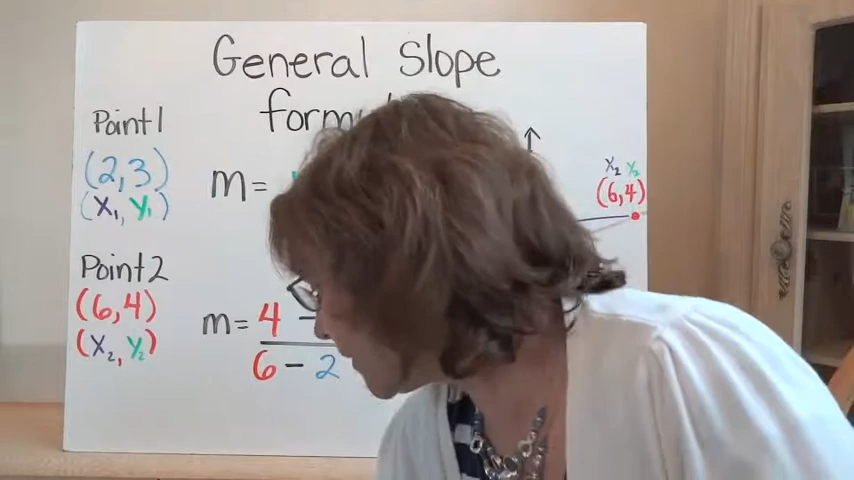 General Slope
Point 1
(2,3)
(x₁, y₁)
m =
Point 2
(6,4)
(x₂, y₂)
m = 4 -
6 - 2
x₂ y₂
(6,4)